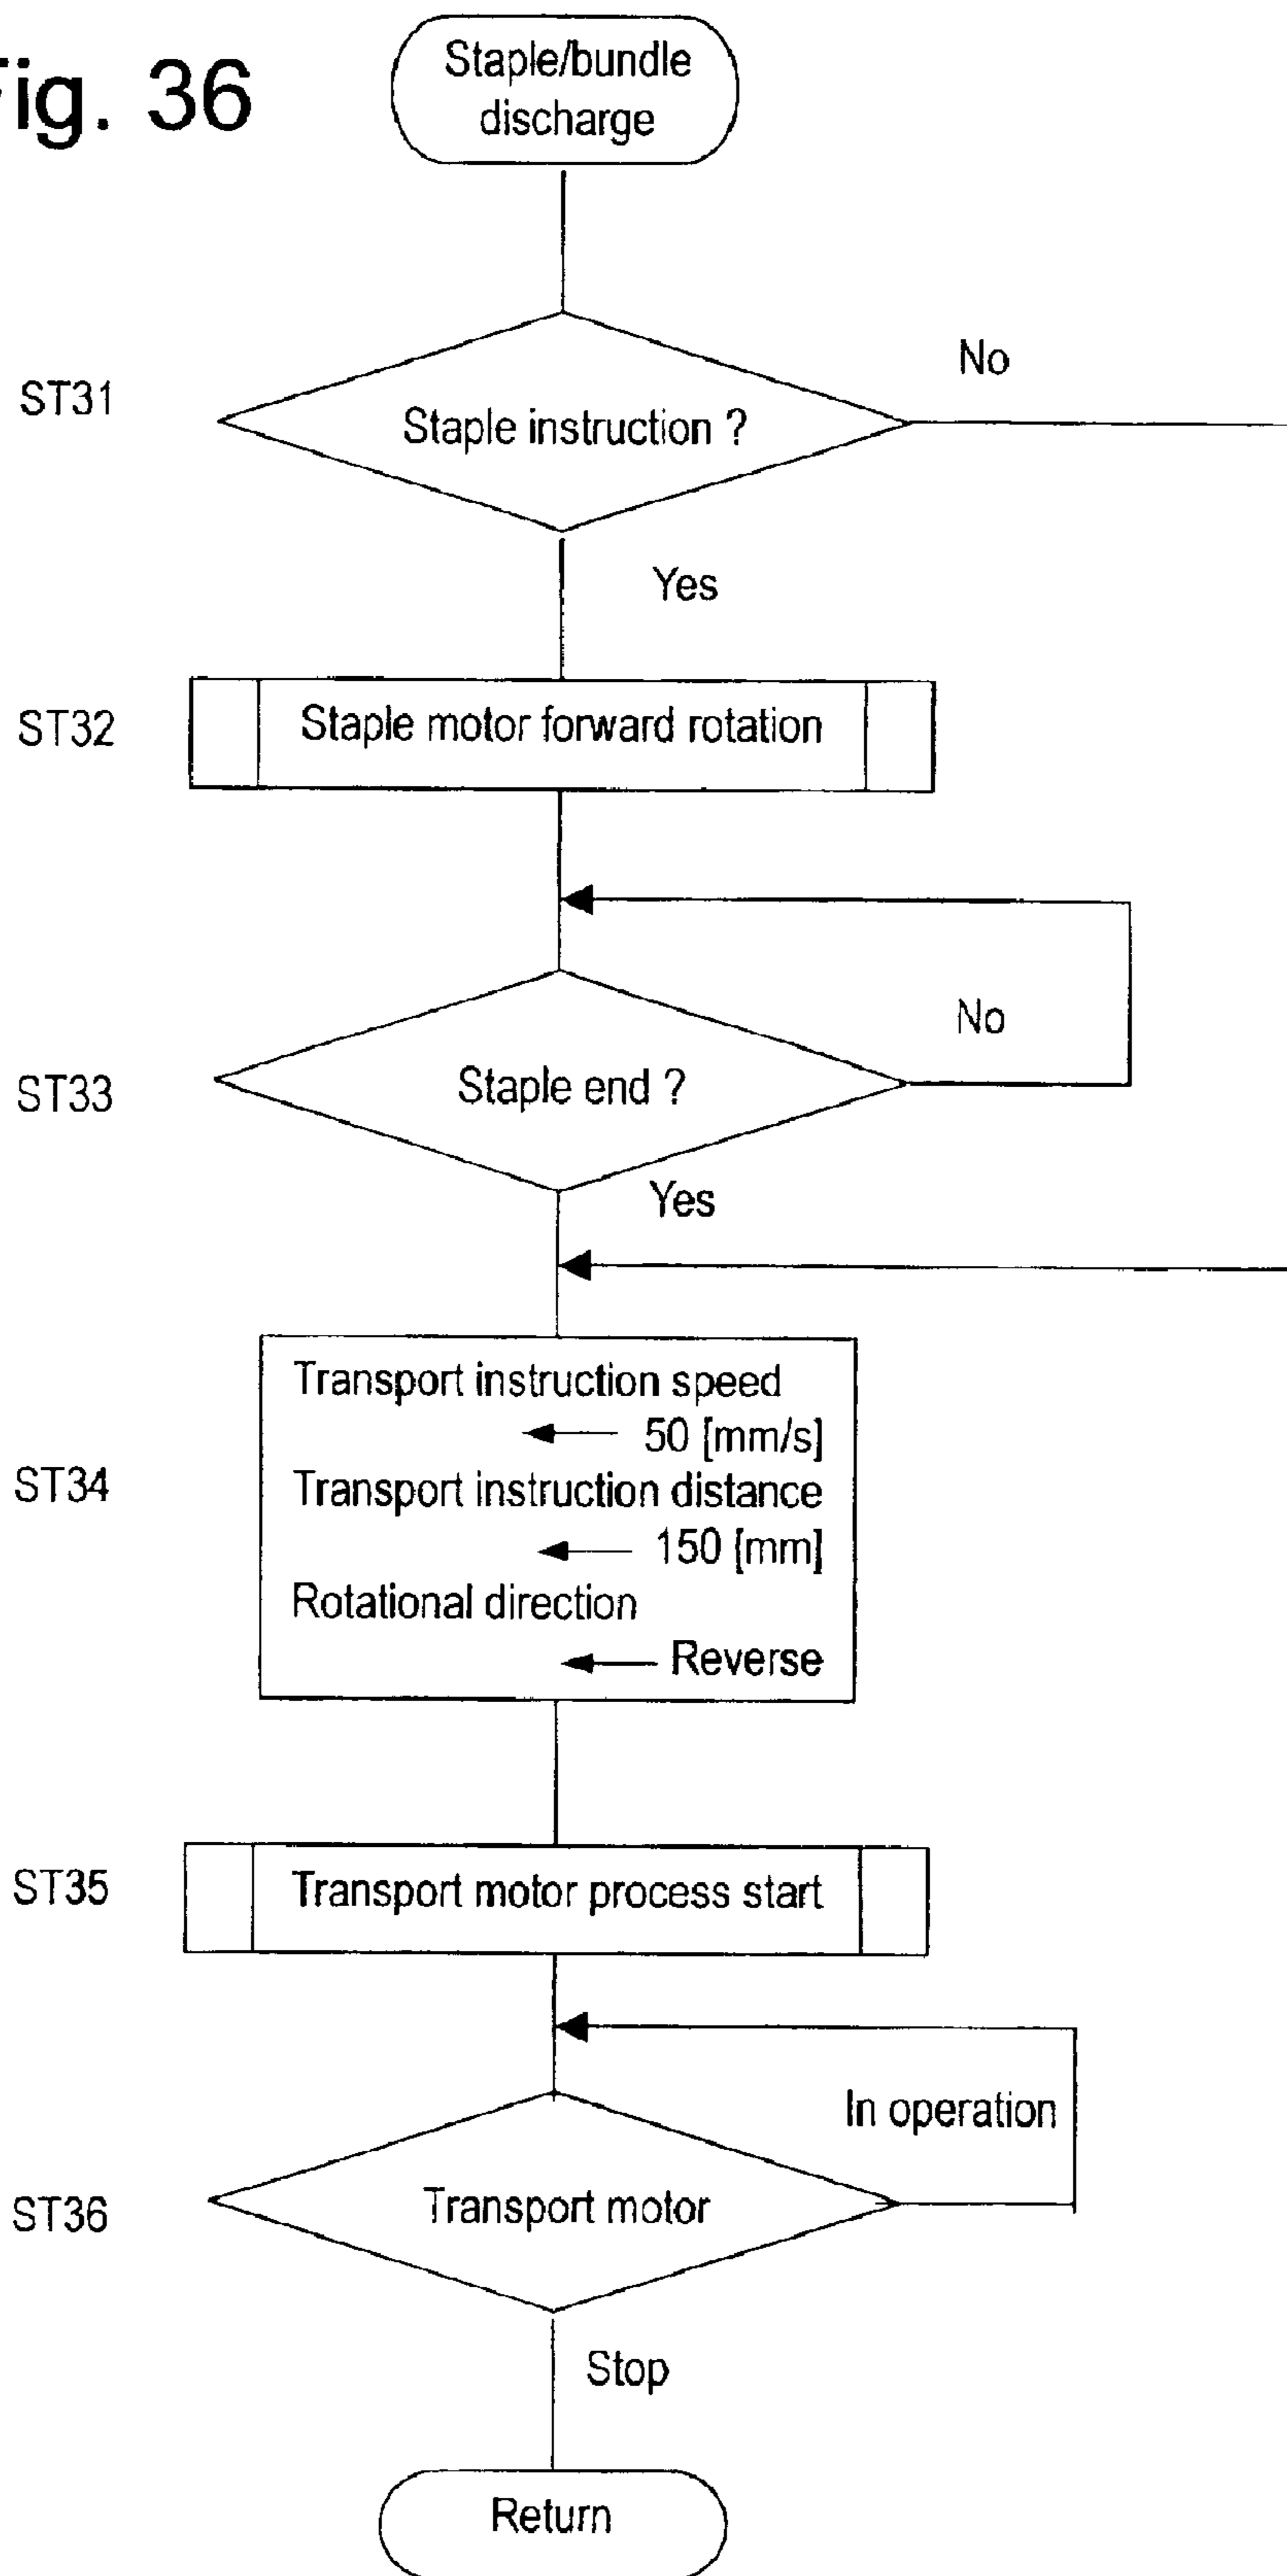 Fig. 36
Staple/bundle
discharge
ST31
Staple instruction ?
No
Yes
ST32
Staple motor forward rotation
No
ST33
Staple end ?
Yes
ST34
Transport instruction speed
← 50 [mm/s]
Transport instruction distance
← 150 [mm]
Rotational direction
← Reverse
ST35
Transport motor process start
In operation
ST36
Transport motor
Stop
Return